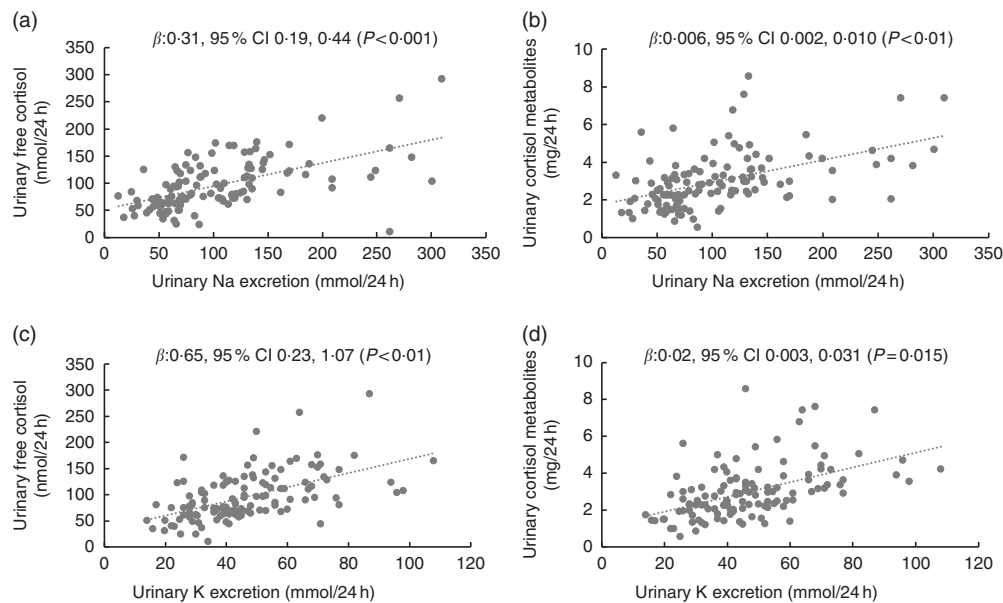 (a)
β:0·31, 95 % CI 0·19, 0·44 (P<0·001)
Urinary free cortisol
(nmol/24 h)
350
300
250
200
150
100
50
0
0 50 100 150 200 250 300 350
Urinary Na excretion (mmol/24 h)
(b)
β:0·006, 95 % CI 0·002, 0·010 (P<0·01)
Urinary cortisol metabolites
(mg/24 h)
10
8
6
4
2
0
0 50 100 150 200 250 300 350
Urinary Na excretion (mmol/24 h)
(c)
β:0·65, 95 % CI 0·23, 1·07 (P<0·01)
Urinary free cortisol
(nmol/24 h)
350
300
250
200
150
100
50
0
0 20 40 60 80 100 120
Urinary K excretion (mmol/24 h)
(d)
β:0·02, 95 % CI 0·003, 0·031 (P=0·015)
Urinary cortisol metabolites
(mg/24 h)
10
8
6
4
2
0
0 20 40 60 80 100 120
Urinary K excretion (mmol/24 h)